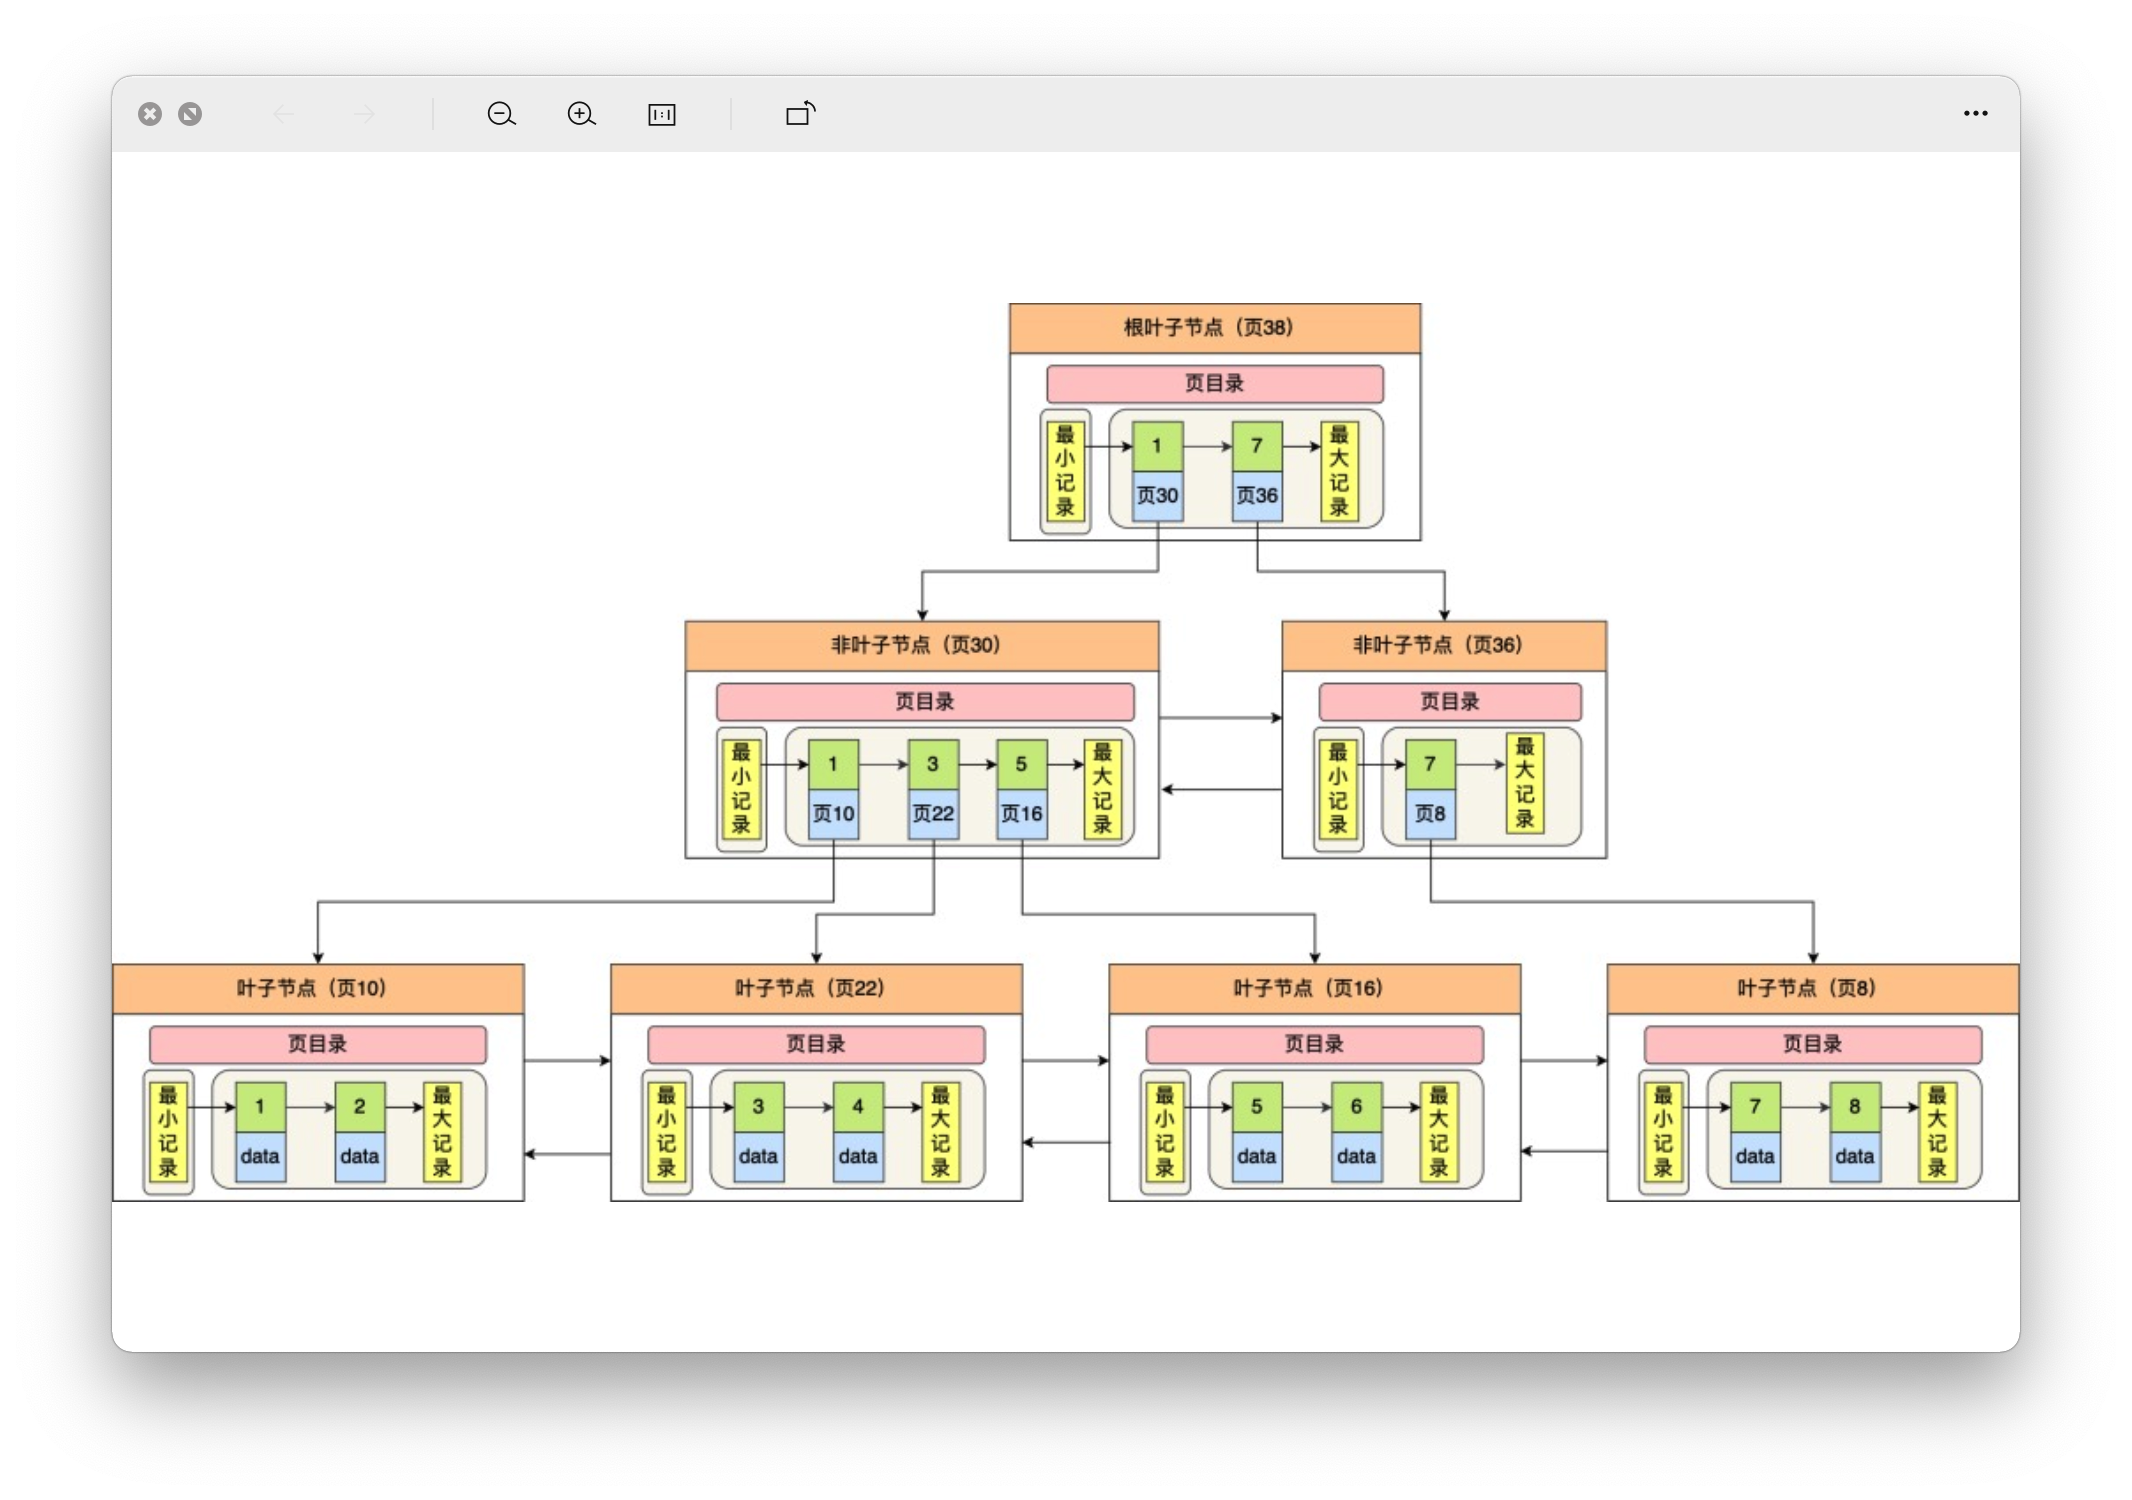 根叶子节点（页38）
页目录
最小记录
1
7
最大记录
页30
页36
非叶子节点（页30）
页目录
最小记录
1
3
5
最大记录
页10
页22
页16
非叶子节点（页36）
页目录
最小记录
7
最大记录
页8
叶子节点（页10）
页目录
最小记录
1
2
最大记录
data
data
叶子节点（页22）
页目录
最小记录
3
4
最大记录
data
data
叶子节点（页16）
页目录
最小记录
5
6
最大记录
data
data
叶子节点（页8）
页目录
最小记录
7
8
最大记录
data
data